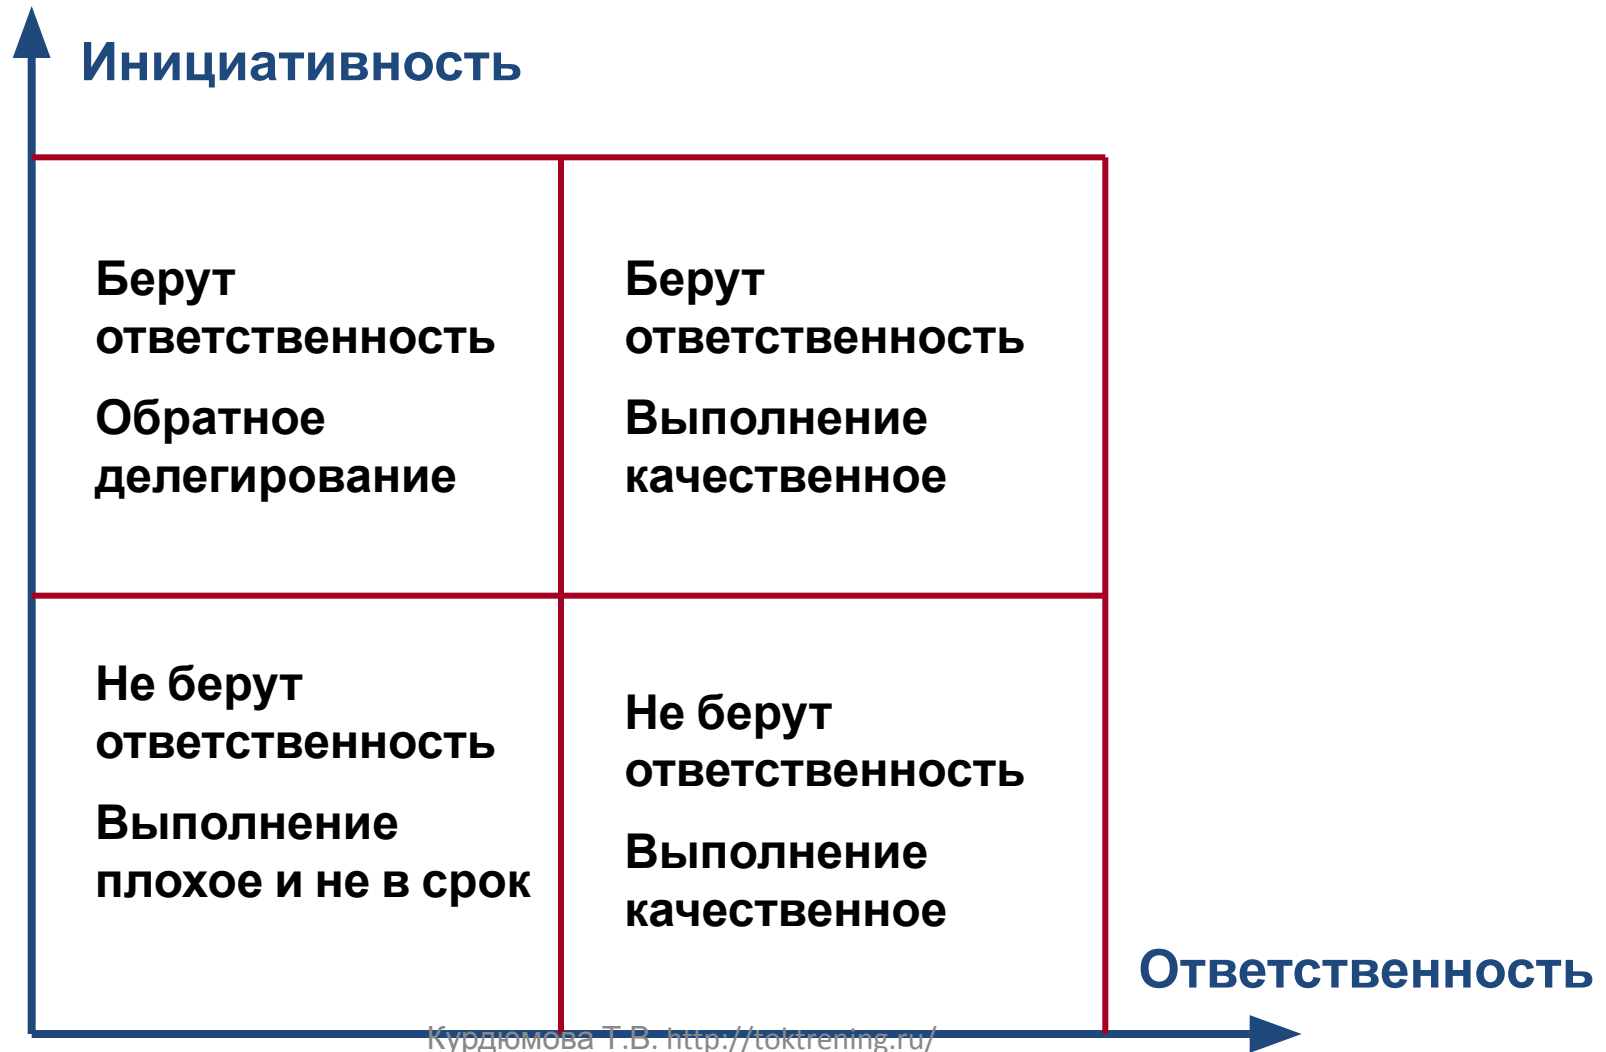 Инициативность
Берут
ответственность
Обратное
делегирование
Берут
ответственность
Выполнение
качественное
Не берут
ответственность
Выполнение
плохое и не в срок
Не берут
ответственность
Выполнение
качественное
Ответственность
Курдюмова Т.В. http://toktrening.ru/